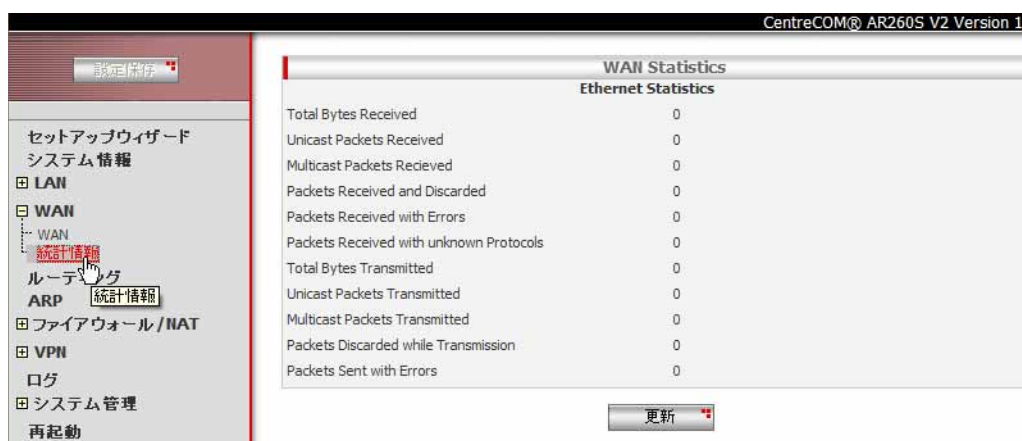 CentreCOM® AR260S V2 Version 1
設定保存
セットアップウィザード
システム情報
LAN
WAN
WAN
統計情報
ルーティング
統計情報
ARP
ファイアウォール/NAT
VPN
ログ
システム管理
再起動
WAN Statistics
Ethernet Statistics
Total Bytes Received 0
Unicast Packets Received 0
Multicast Packets Recieved 0
Packets Received and Discarded 0
Packets Received with Errors 0
Packets Received with unknown Protocols 0
Total Bytes Transmitted 0
Unicast Packets Transmitted 0
Multicast Packets Transmitted 0
Packets Discarded while Transmission 0
Packets Sent with Errors 0
更新